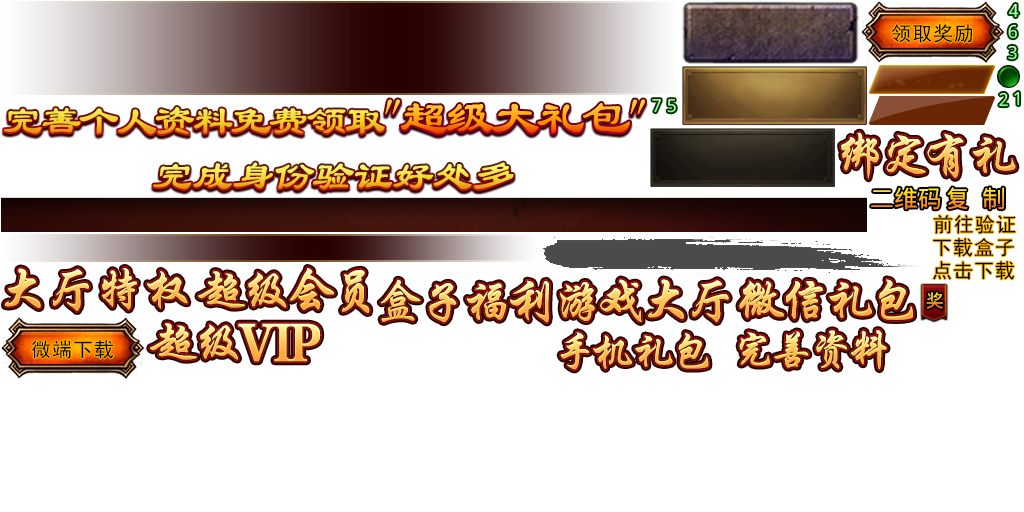 领取奖励
4
6
3
21
75
完善个人资料免费领取"超级大礼包"
绑定有礼
完成身份验证好处多
二维码 复 制
前往验证
下载盒子
点击下载
大厅特权 超级会员 盒子福利 游戏大厅 微信礼包 奖
微端下载 超级VIP 手机礼包 完善资料